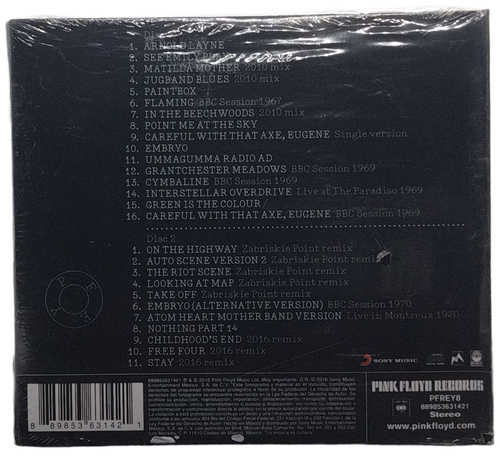 1. ARNOLD LAYNE
2. SEE EMILY PLAY
3. MATILDA MOTHER 2010 mix
4. JUGBAND BLUES 2010 mix
5. PAINTBOX
6. FLAMING BBC Session 1967
7. IN THE BEECHWOODS 2010 mix
8. POINT ME AT THE SKY
9. CAREFUL WITH THAT AXE, EUGENE Single version
10. EMBRYO
11. UMMAGUMMA RADIO AD
12. GRANTCHESTER MEADOWS BBC Session 1969
13. CYMBALINE BBC Session 1969
14. INTERSTELLAR OVERDRIVE Live at The Paradiso 1969
15. GREEN IS THE COLOUR/
16. CAREFUL WITH THAT AXE, EUGENE BBC Session 1969
Disc 2
1. ON THE HIGHWAY Zabriskie Point remix
2. AUTO SCENE VERSION 2 Zabriskie Point remix
3. THE RIOT SCENE Zabriskie Point remix
4. LOOKING AT MAP Zabriskie Point remix
5. TAKE OFF Zabriskie Point remix
6. EMBRYO (ALTERNATIVE VERSION) BBC Session 1970
7. ATOM HEART MOTHER BAND VERSION Live in Montreux 1970
8. NOTHING PART 14
9. CHILDHOOD'S END 2016 remix
10. FREE FOUR 2016 remix
11. STAY 2016 remix
SONY MUSIC
PINK FLOYD RECORDS
PFREY8
889853631421
Stereo
www.pinkfloyd.com
8 89853 63142 1